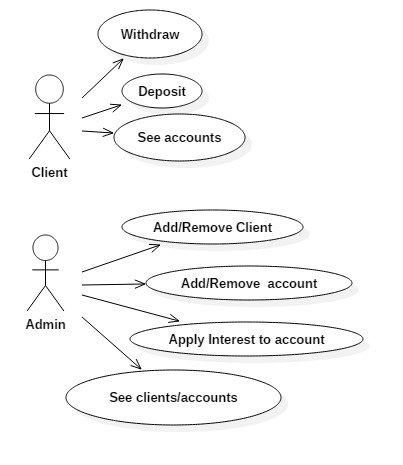 Withdraw
Deposit
See accounts
Client
Add/Remove Client
Add/Remove  account
Admin
Apply Interest to account
See clients/accounts